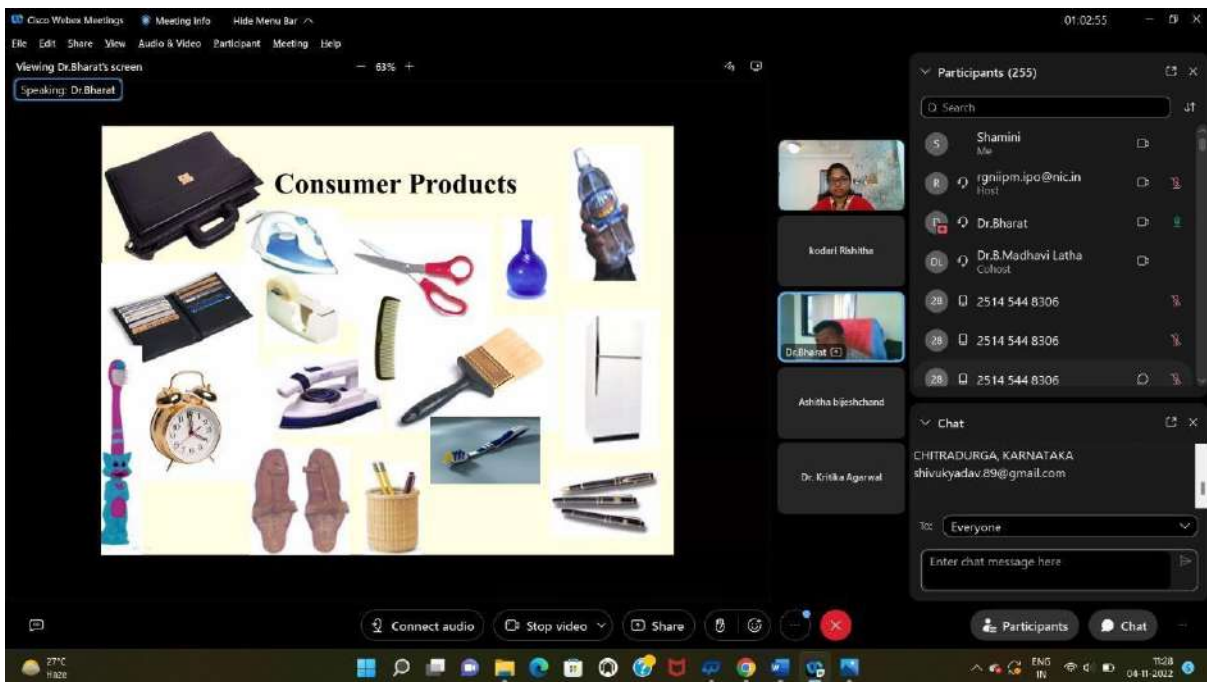 Cisco Webex Meetings Meeting Info Hide Menu Bar 01:02:55
File Edit Share View Audio & Video Participant Meeting Help
Viewing Dr.Bharat's screen − 63% +
Speaking: Dr.Bharat
Consumer Products
kodari Rishitha
Dr.Bharat
Ashitha bijeshchand
Dr. Kritika Agarwal
Participants (255)
Search
S Shamini
Me
R rgniipm.ipo@nic.in
Host
Dr.Bharat
DL Dr.B.Madhavi Latha
Cohost
28 2514 544 8306
28 2514 544 8306
28 2514 544 8306
Chat
CHITRADURGA, KARNATAKA
shivukyadav.89@gmail.com
To: Everyone
Enter chat message here
Connect audio Stop video Share Participants Chat
27°C
Haze
ENG
IN
11:28
04-11-2022